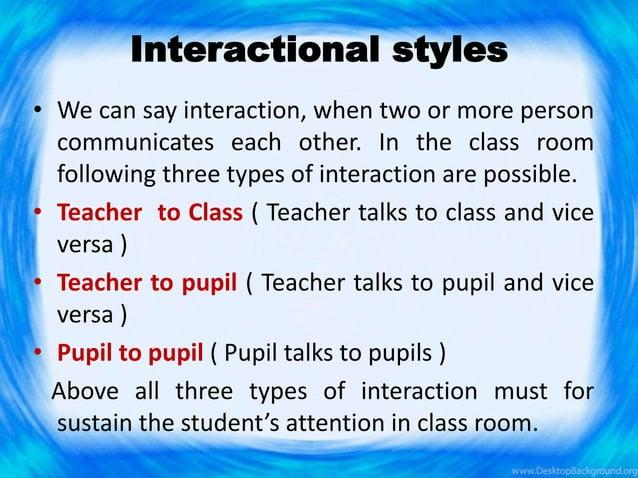 Interactional styles
• We can say interaction, when two or more person
communicates each other. In the class room
following three types of interaction are possible.
• Teacher to Class ( Teacher talks to class and vice
versa )
• Teacher to pupil ( Teacher talks to pupil and vice
versa )
• Pupil to pupil ( Pupil talks to pupils )
Above all three types of interaction must for
sustain the student’s attention in class room.
www.DesktopBackground.org